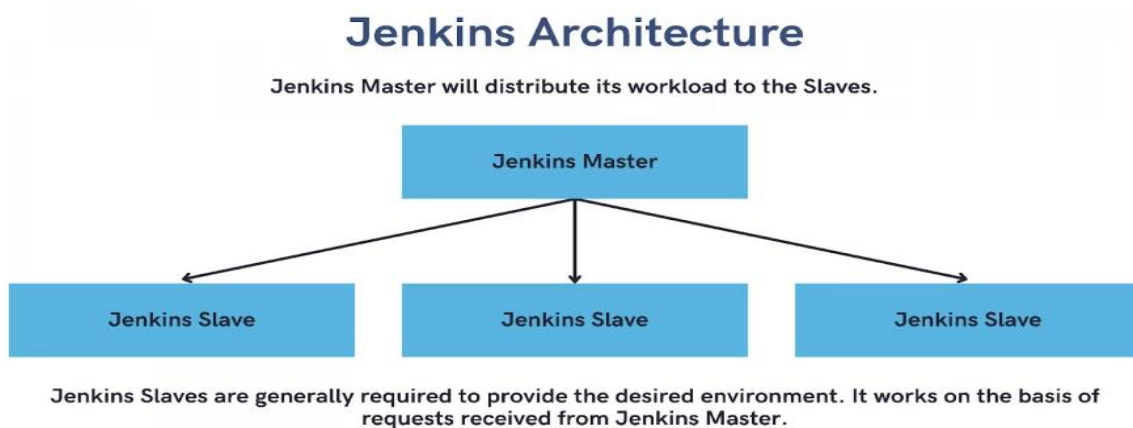 Jenkins Architecture
Jenkins Master will distribute its workload to the Slaves.
Jenkins Master
Jenkins Slave
Jenkins Slave
Jenkins Slave
Jenkins Slaves are generally required to provide the desired environment. It works on the basis of
requests received from Jenkins Master.